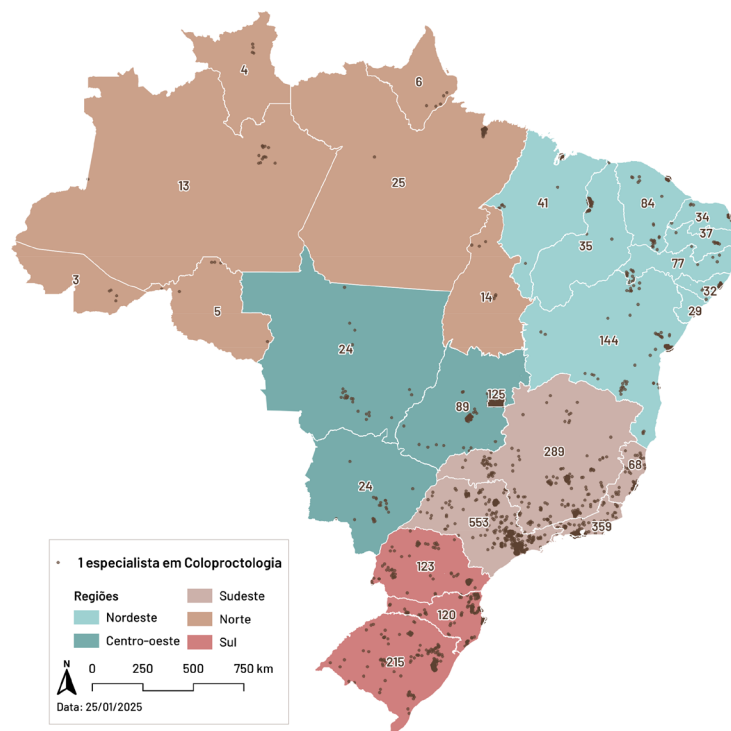 4
6
13
25
41
84
34
37
35
77
3
5
14
32
29
144
24
125
89
289
68
24
553
359
123
120
215
1 especialista em Coloproctologia
Regiões
Nordeste
Centro-oeste
Sudeste
Norte
Sul
N
0 250 500 750 km
Data: 25/01/2025